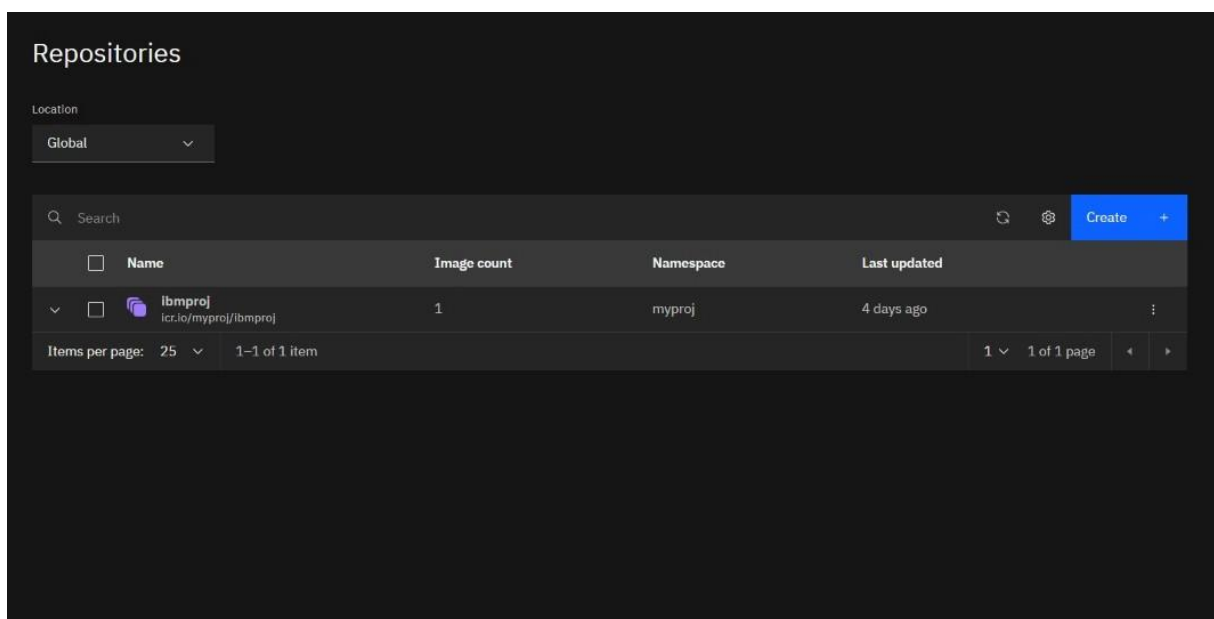 Repositories
Location
Global
Search
Create +
Name Image count Namespace Last updated
ibmproj 1 myproj 4 days ago
icr.io/myproj/ibmproj
Items per page: 25 1–1 of 1 item 1 1 of 1 page